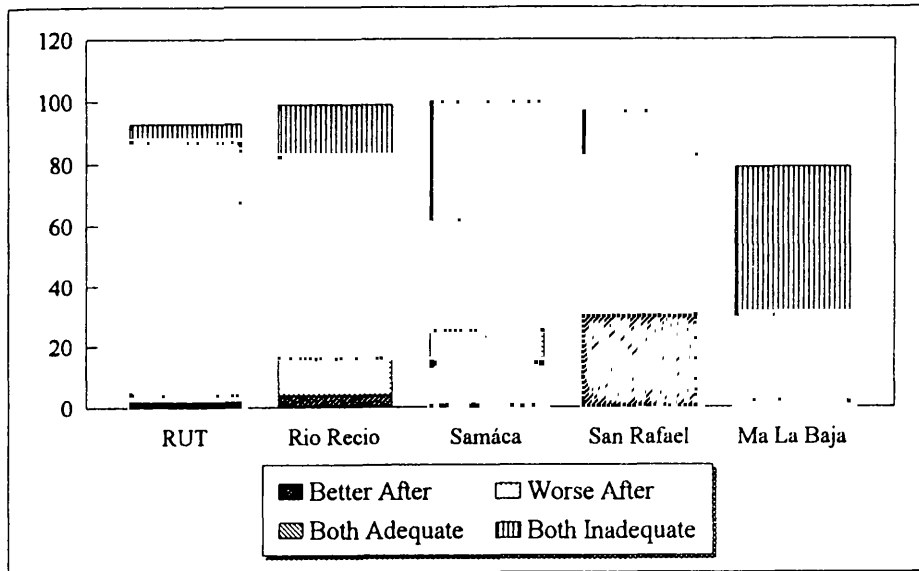 120
100
80
60
40
20
0
RUT Rio Recio Samáca San Rafael Ma La Baja
Better After Worse After
Both Adequate Both Inadequate